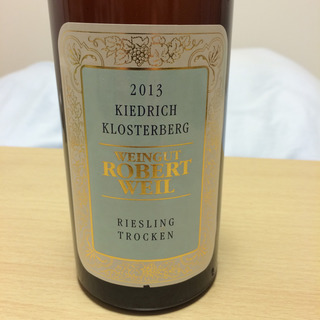 2013
KIEDRICH
KLOSTERBERG
WEINGUT
ROBERT
WEIL
RIESLING
TROCKEN